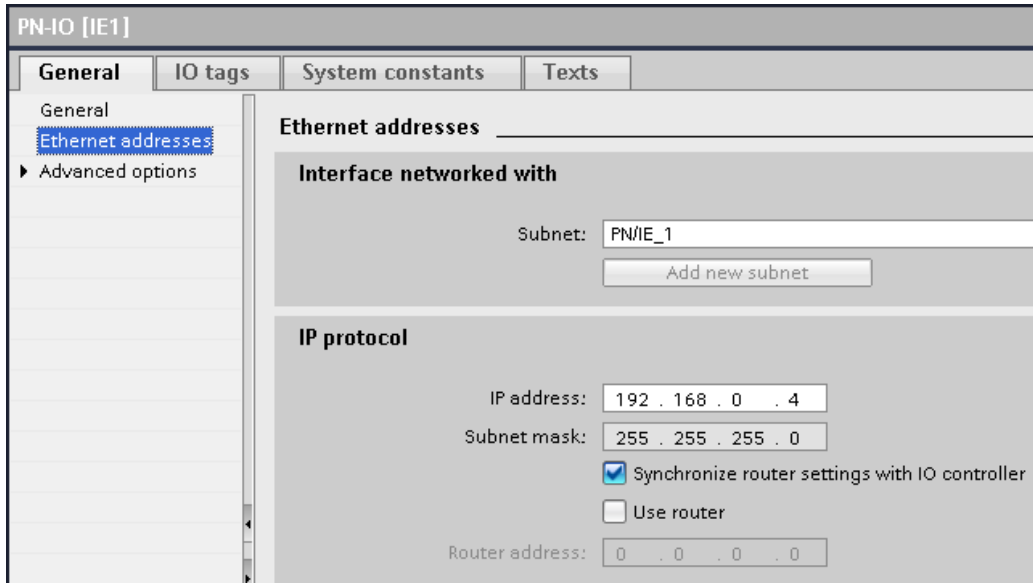 PN-IO [IE1]
General IO tags System constants Texts
General
Ethernet addresses
Advanced options
Ethernet addresses
Interface networked with
Subnet: PN/IE_1
Add new subnet
IP protocol
IP address: 192 . 168 . 0 . 4
Subnet mask: 255 . 255 . 255 . 0
Synchronize router settings with IO controller
Use router
Router address: 0 . 0 . 0 . 0